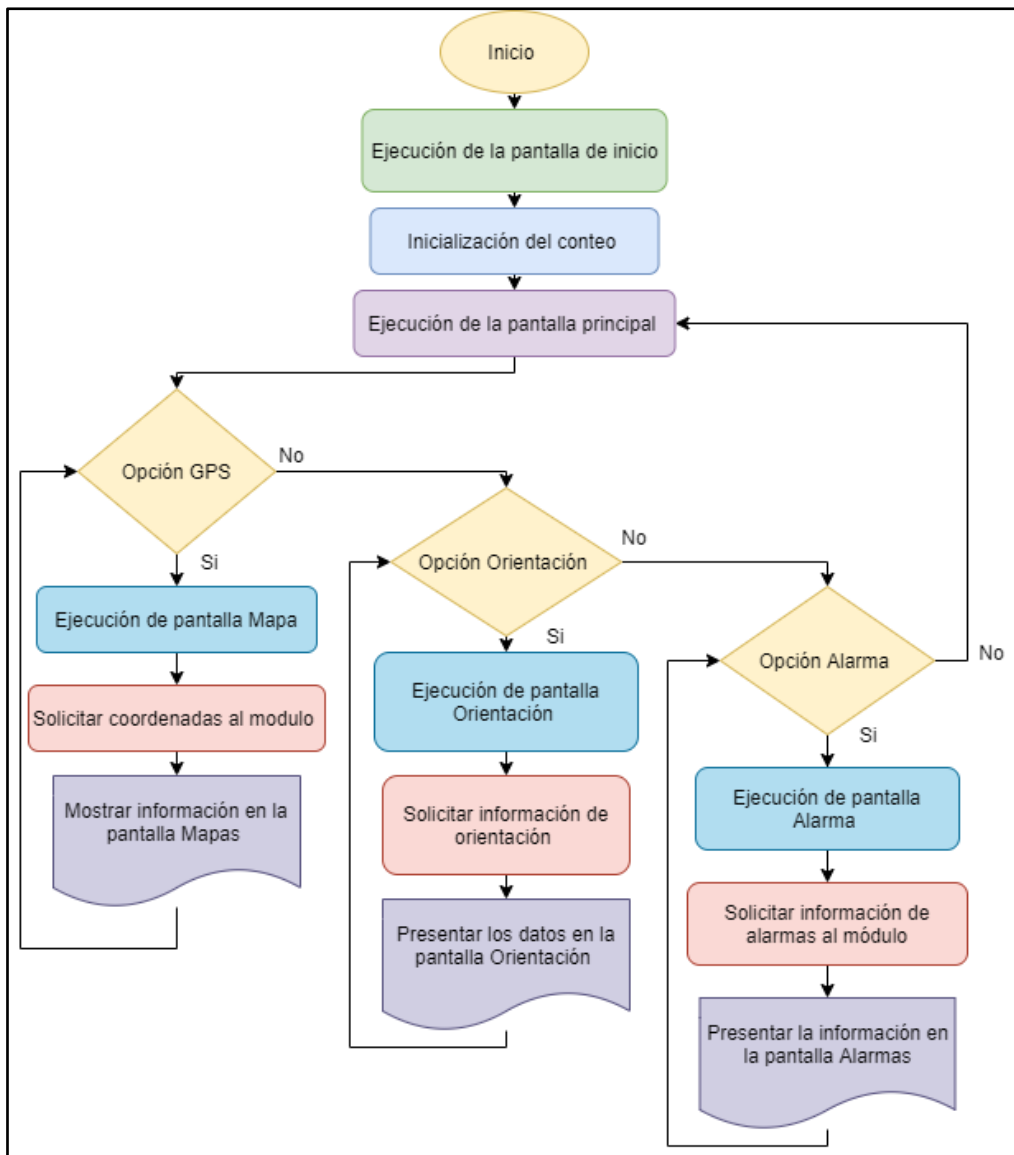 Inicio
Ejecución de la pantalla de inicio
Inicialización del conteo
Ejecución de la pantalla principal
Opción GPS
No
Si
Ejecución de pantalla Mapa
Solicitar coordenadas al modulo
Mostrar información en la
pantalla Mapas
Opción Orientación
No
Si
Ejecución de pantalla
Orientación
Solicitar información de
orientación
Presentar los datos en la
pantalla Orientación
Opción Alarma
No
Si
Ejecución de pantalla
Alarma
Solicitar información de
alarmas al módulo
Presentar la información en
la pantalla Alarmas